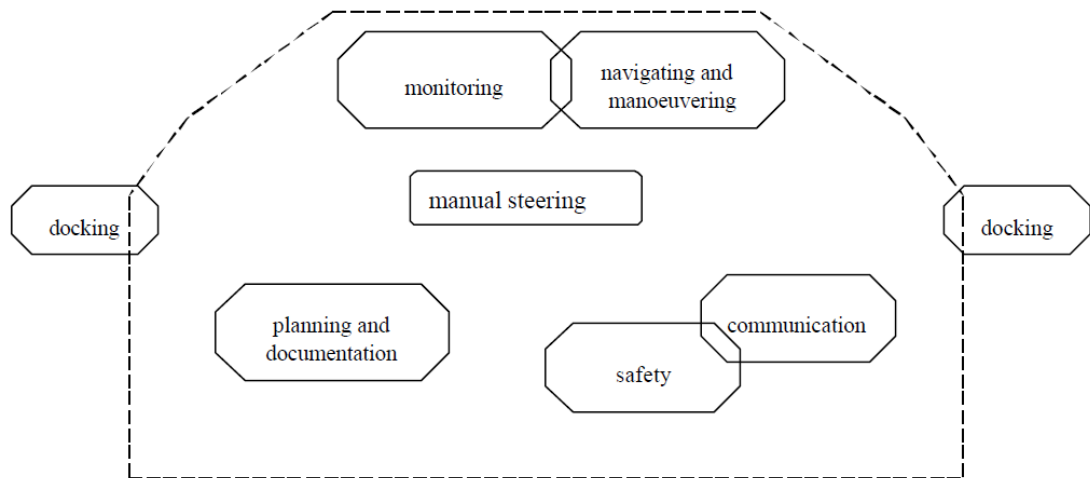 monitoring
navigating and
manoeuvering
manual steering
docking
docking
planning and
documentation
communication
safety